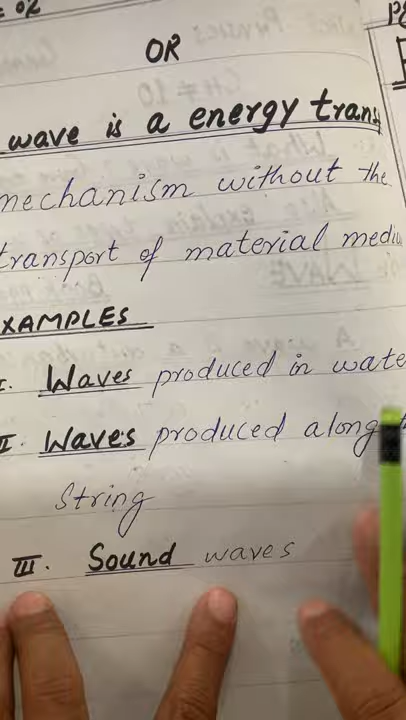 OR
wave is a energy trans
mechanism without the
transport of material mediu
EXAMPLES
I. Waves produced in wate
II. Waves produced along
String
III. Sound waves